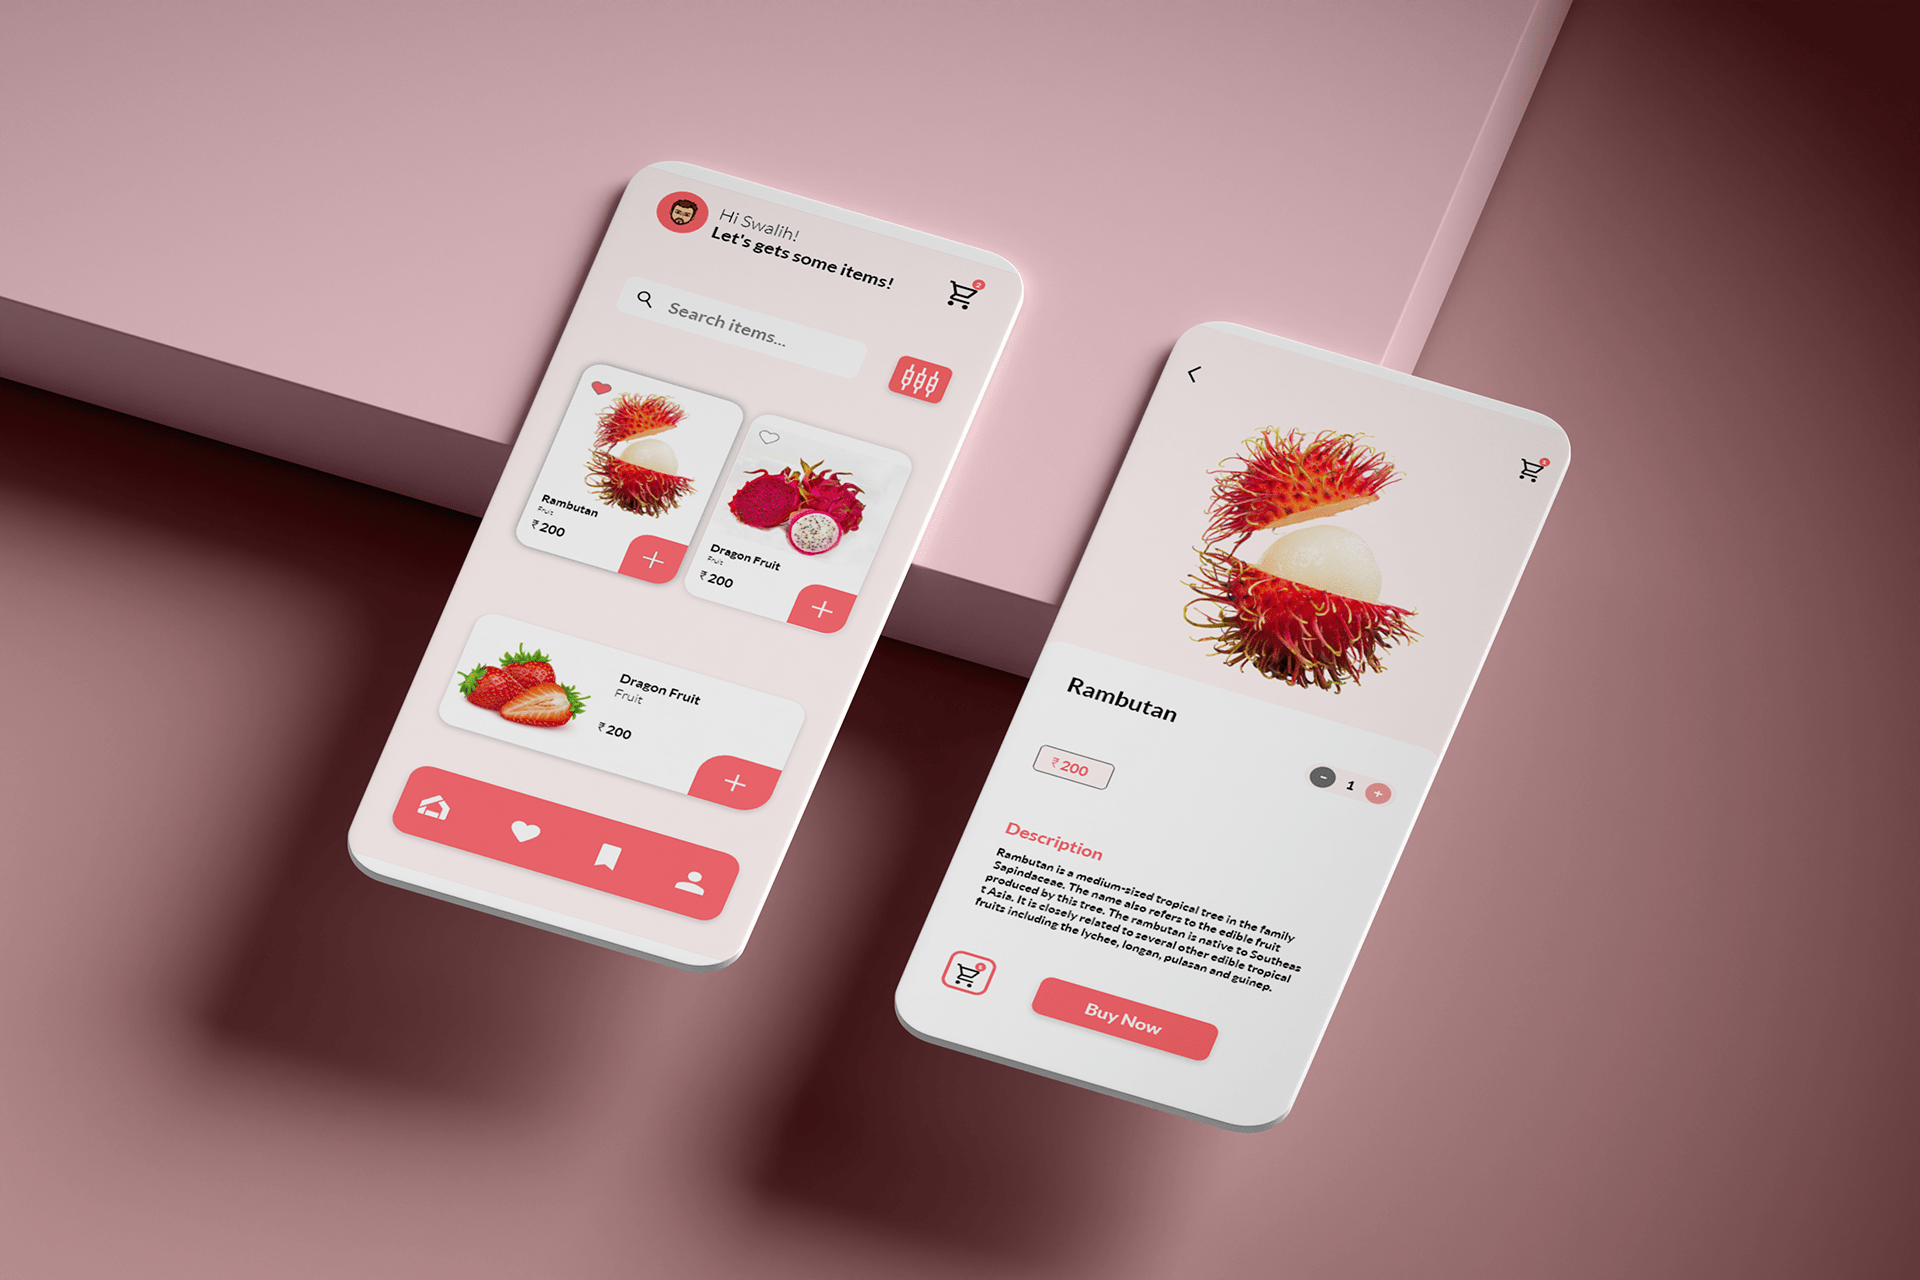 Hi Swalih!
Let's gets some items!
2
Search items...
Rambutan
Fruit
₹ 200
Dragon Fruit
Fruit
₹ 200
Dragon Fruit
Fruit
₹ 200
Rambutan
₹ 200
- 1 +
Description
Rambutan is a medium-sized tropical tree in the family
Sapindaceae. The name also refers to the edible fruit
produced by this tree. The rambutan is native to Southeas
t Asia. It is closely related to several other edible tropical
fruits including the lychee, longan, pulasan and guinep.
Buy Now